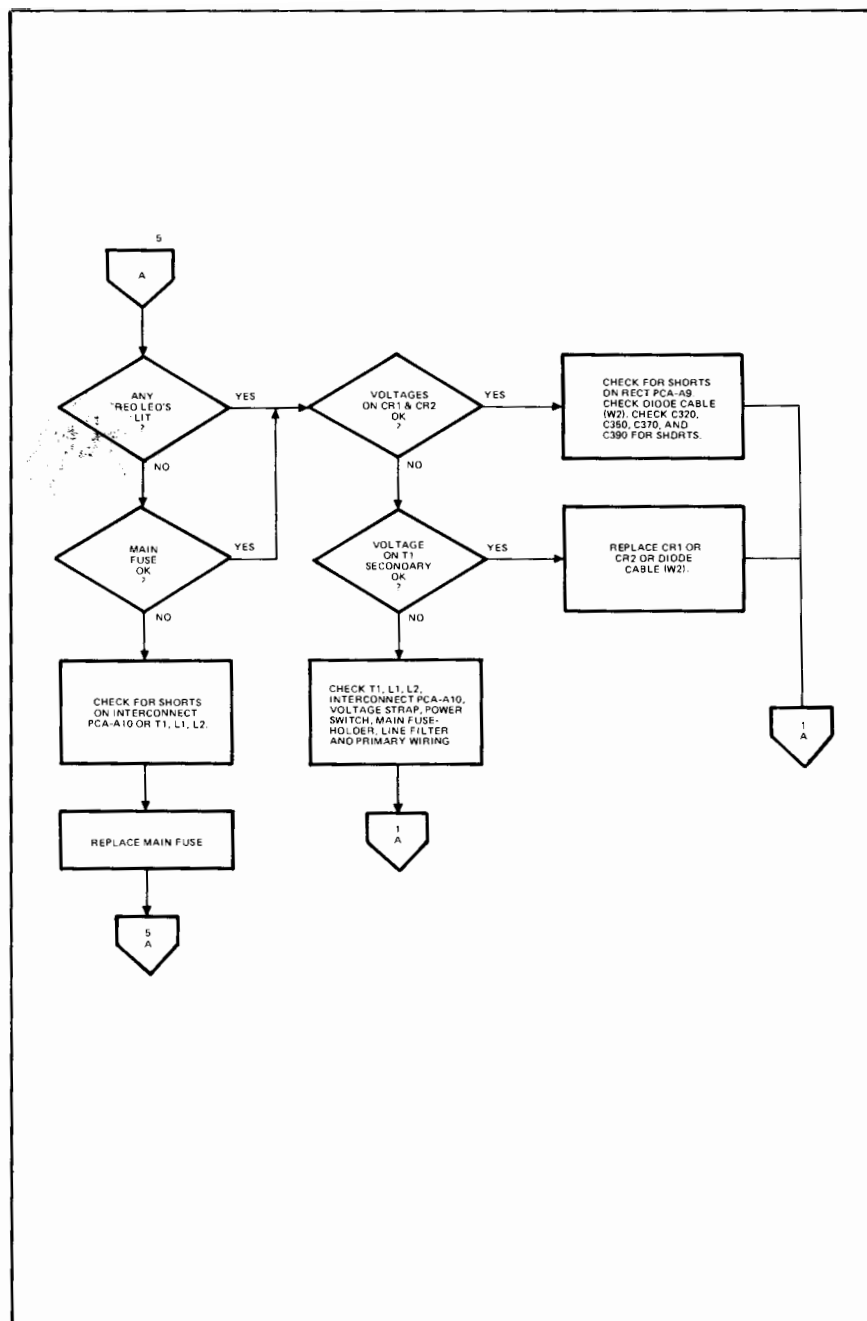 5
A
ANY
RED LED'S
LIT
?
YES
NO
MAIN
FUSE
OK
?
YES
NO
CHECK FOR SHORTS
ON INTERCONNECT
PCA-A10 OR T1, L1, L2.
REPLACE MAIN FUSE
5
A
VOLTAGES
ON CR1 & CR2
OK
?
YES
NO
VOLTAGE
ON T1
SECONDARY
OK
?
YES
NO
CHECK T1, L1, L2,
INTERCONNECT PCA-A10,
VOLTAGE STRAP, POWER
SWITCH, MAIN FUSE-
HOLDER, LINE FILTER
AND PRIMARY WIRING
1
A
CHECK FOR SHORTS
ON RECT PCA-A9.
CHECK DIODE CABLE
(W2). CHECK C320,
C350, C370, AND
C390 FOR SHORTS.
REPLACE CR1 OR
CR2 OR DIODE
CABLE (W2).
1
A